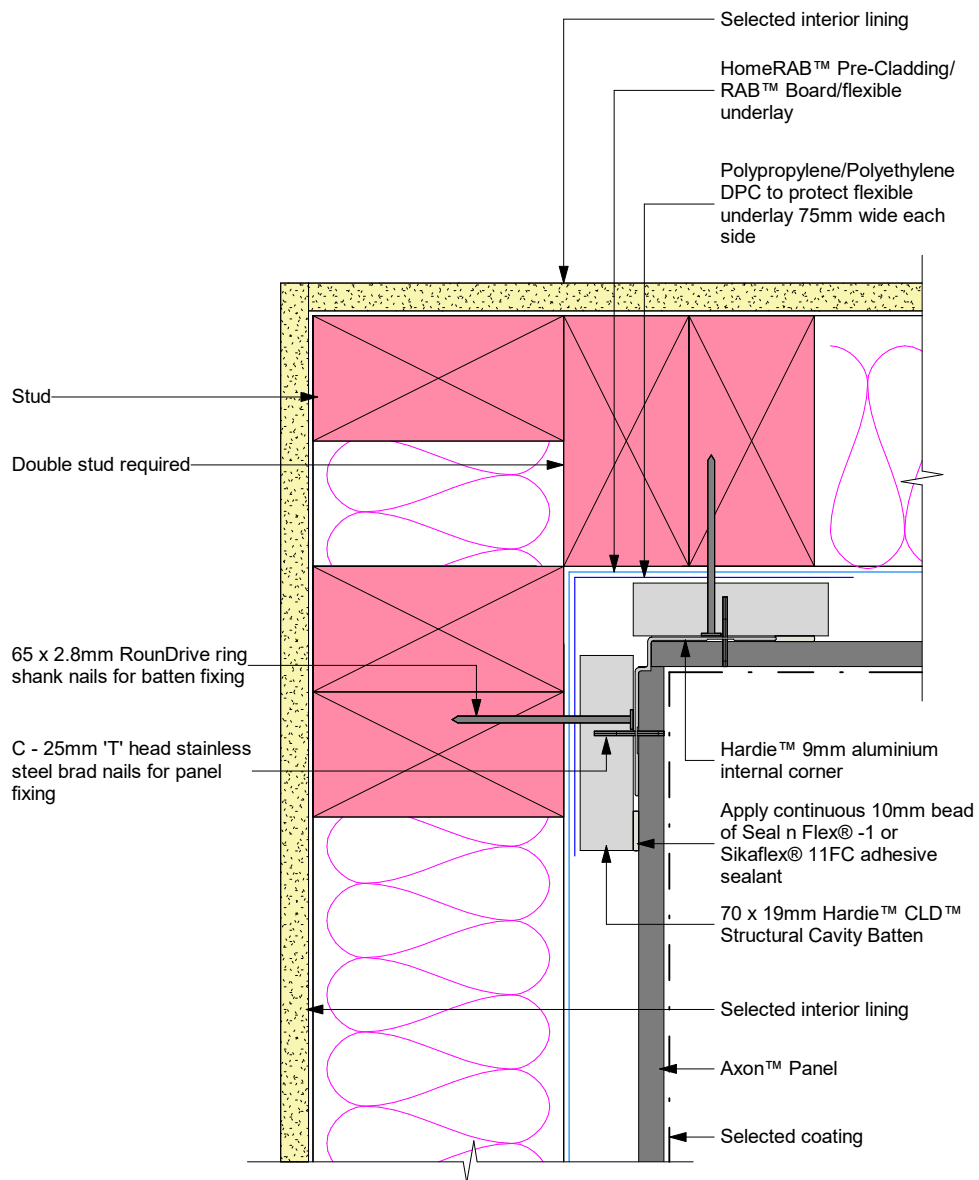 Selected interior lining
HomeRAB™ Pre-Cladding/
RAB™ Board/flexible
underlay
Polypropylene/Polyethylene
DPC to protect flexible
underlay 75mm wide each
side
Stud
Double stud required
65 x 2.8mm RounDrive ring
shank nails for batten fixing
C - 25mm 'T' head stainless
steel brad nails for panel
fixing
Hardie™ 9mm aluminium
internal corner
Apply continuous 10mm bead
of Seal n Flex® -1 or
Sikaflex® 11FC adhesive
sealant
70 x 19mm Hardie™ CLD™
Structural Cavity Batten
Selected interior lining
Axon™ Panel
Selected coating